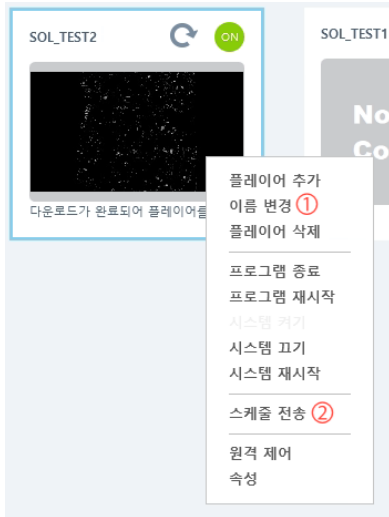 SOL_TEST2
ON
SOL_TEST1
No
Co
다운로드가 완료되어 플레이어를
플레이어 추가
이름 변경 ①
플레이어 삭제
프로그램 종료
프로그램 재시작
시스템 켜기
시스템 끄기
시스템 재시작
스케줄 전송 ②
원격 제어
속성